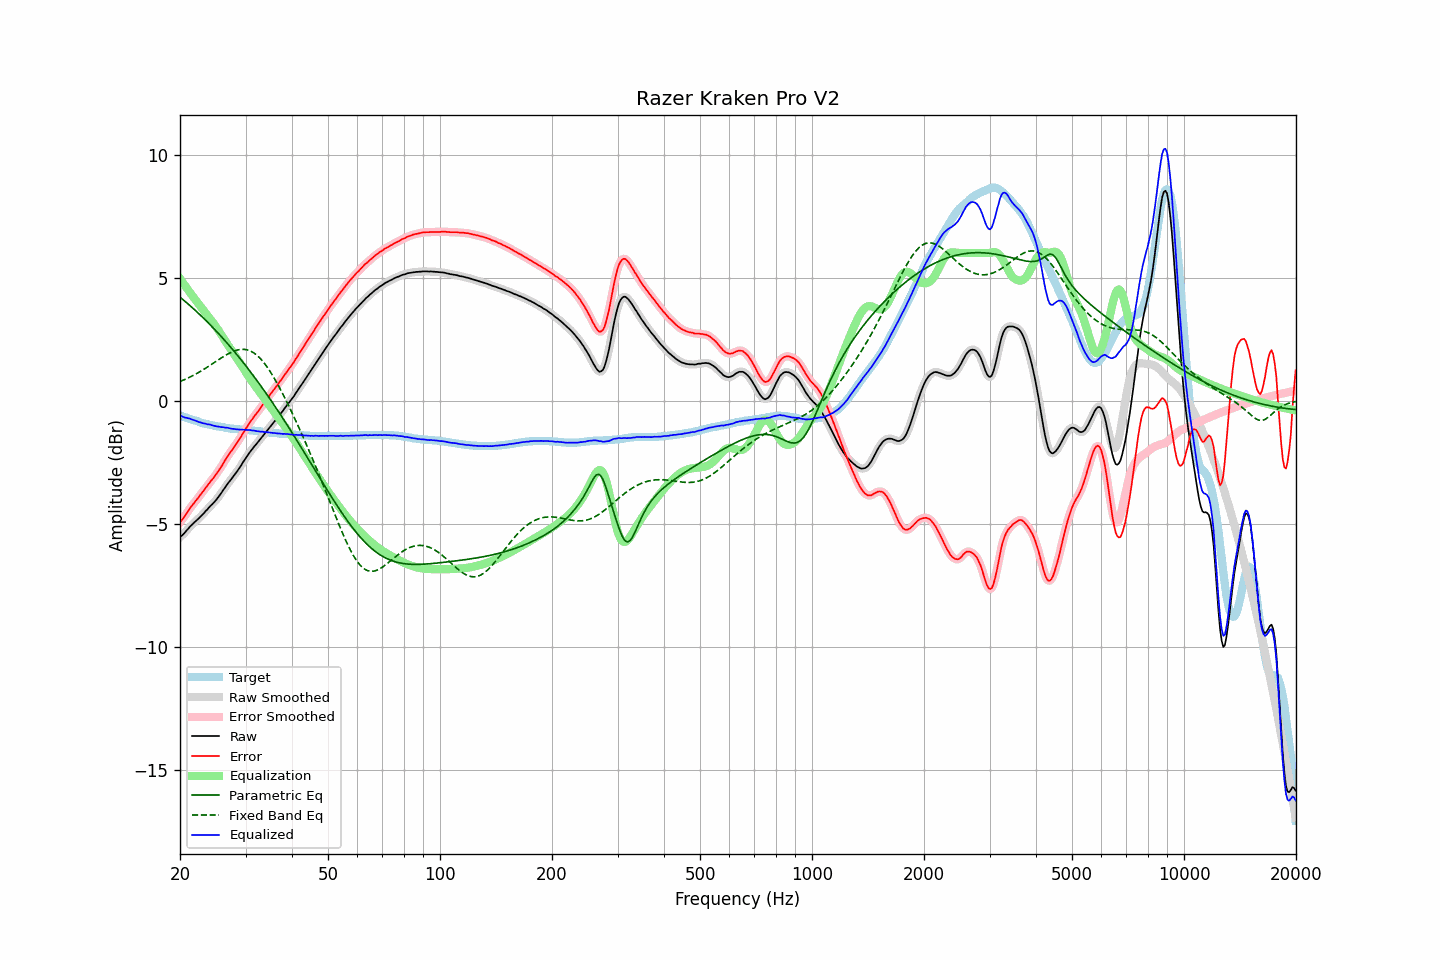 Razer Kraken Pro V2
Amplitude (dBr)
10
5
0
−5
−10
−15
Target
Raw Smoothed
Error Smoothed
Raw
Error
Equalization
Parametric Eq
Fixed Band Eq
Equalized
20 50 100 200 500 1000 2000 5000 10000 20000
Frequency (Hz)